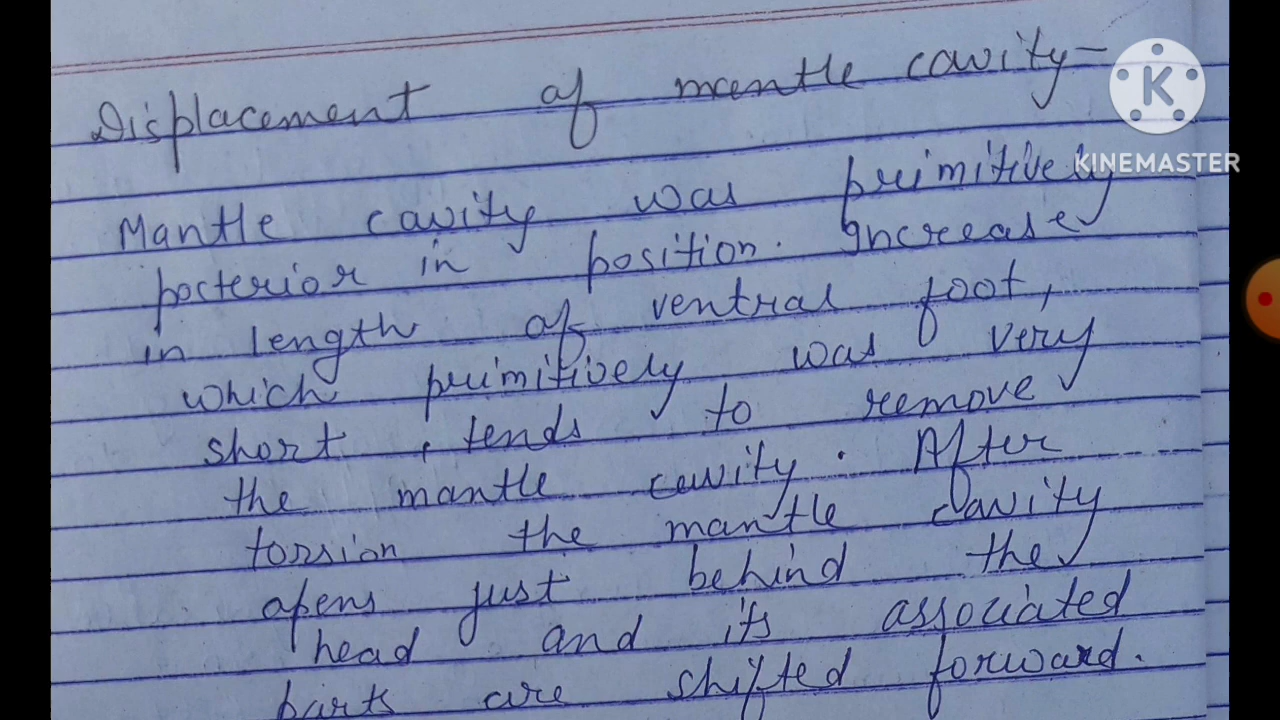 Displacement of mantle cavity-
KINEMASTER
Mantle cavity was primitively
posterior in position. Increase
in length of ventral foot,
which primitively was very
short, tends to remove
the mantle cavity. After
torsion the mantle cavity
opens just behind the
head and its associated
parts are shifted forward.